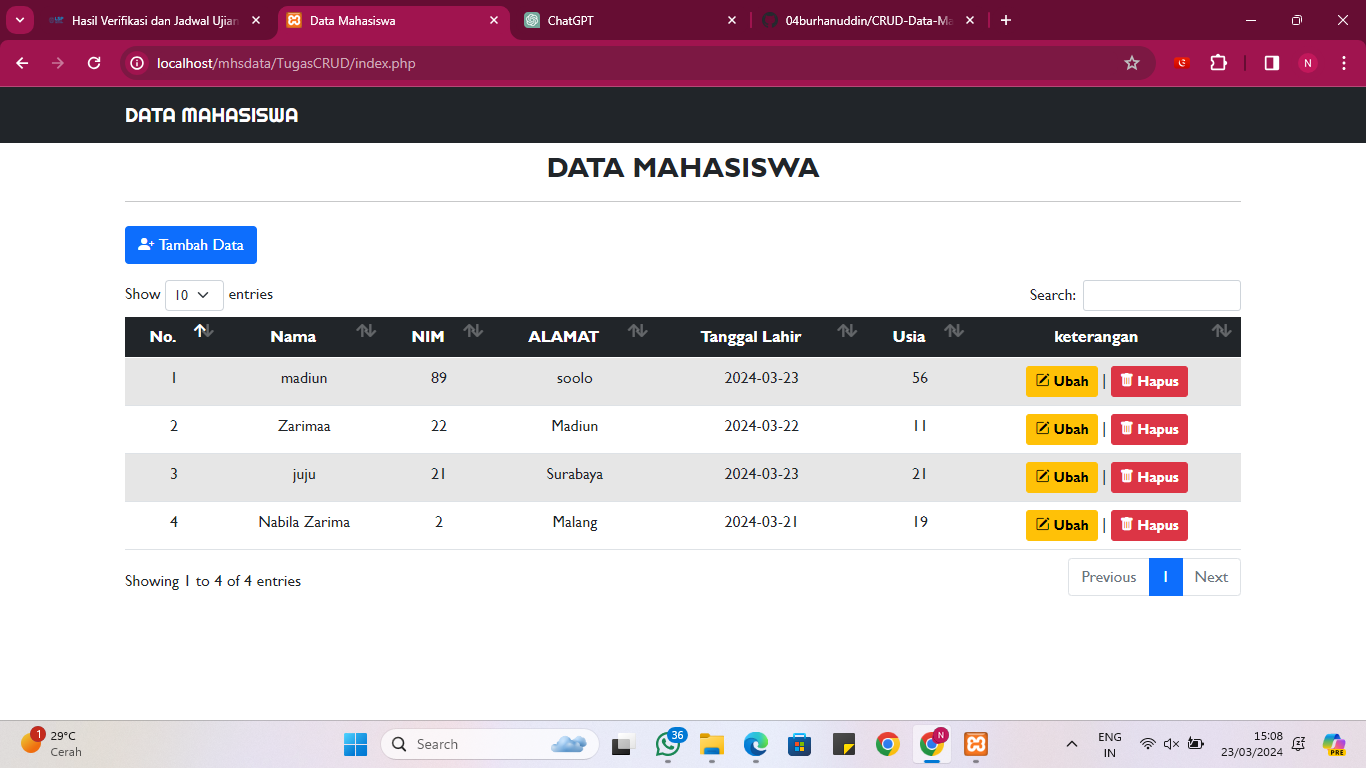 Hasil Verifikasi dan Jadwal Ujian
Data Mahasiswa
ChatGPT
04burhanuddin/CRUD-Data-Ma
localhost/mhsdata/TugasCRUD/index.php
N
DATA MAHASISWA
DATA MAHASISWA
Tambah Data
Show 10 entries
Search:
No. Nama NIM ALAMAT Tanggal Lahir Usia keterangan
1 madiun 89 soolo 2024-03-23 56 Ubah | Hapus
2 Zarimaa 22 Madiun 2024-03-22 11 Ubah | Hapus
3 juju 21 Surabaya 2024-03-23 21 Ubah | Hapus
4 Nabila Zarima 2 Malang 2024-03-21 19 Ubah | Hapus
Showing 1 to 4 of 4 entries
Previous 1 Next
1
29°C
Cerah
Search
36
N
ENG
IN
15:08
23/03/2024
PRE